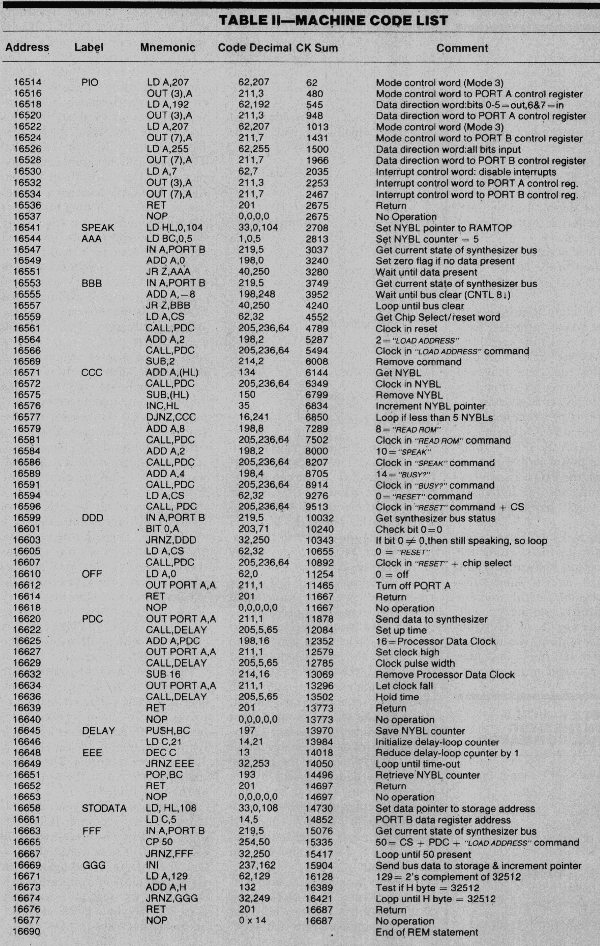 TABLE II—MACHINE CODE LIST
Address Label Mnemonic Code Decimal CK Sum Comment
16514 PIO LD A,207 62,207 62 Mode control word (Mode 3)
16516 OUT (3),A 211,3 480 Mode control word to PORT A control register
16518 LD A,192 62,192 545 Data direction word:bits 0-5=out,6&7=in
16520 OUT (3),A 211,3 948 Data direction word to PORT A control register
16522 LD A,207 62,207 1013 Mode control word (Mode 3)
16524 OUT (7),A 211,7 1431 Mode control word to PORT B control register
16526 LD A,255 62,255 1500 Data direction word:all bits input
16528 OUT (7),A 211,7 1966 Data direction word to PORT B control register
16530 LD A,7 62,7 2035 Interrupt control word: disable interrupts
16532 OUT (3),A 211,3 2253 Interrupt control word to PORT A control reg.
16534 OUT (7),A 211,7 2467 Interrupt control word to PORT B control reg.
16536 RET 201 2675 Return
16537 NOP 0,0,0,0 2675 No Operation
16541 SPEAK LD HL,0,104 33,0,104 2708 Set NYBL pointer to RAMTOP
16544 AAA LD BC,0,5 1,0,5 2813 Set NYBL counter = 5
16547 IN A,PORT B 219,5 3037 Get current state of synthesizer bus
16549 ADD A,0 198,0 3240 Set zero flag if no data present
16551 JR Z,AAA 40,250 3280 Wait until data present
16553 BBB IN A,PORT B 219,5 3749 Get current state of synthesizer bus
16555 ADD A,−8 198,248 3952 Wait until bus clear (CNTL 8↓)
16557 JR Z,BBB 40,250 4240 Loop until bus clear
16559 LD A,CS 62,32 4552 Get Chip Select/reset word
16561 CALL,PDC 205,236,64 4789 Clock in reset
16564 ADD A,2 198,2 5287 2="LOAD ADDRESS"
16566 CALL,PDC 205,236,64 5494 Clock in "LOAD ADDRESS" command
16569 SUB,2 214,2 6008 Remove command
16571 CCC ADD A,(HL) 134 6144 Get NYBL
16572 CALL,PDC 205,236,64 6349 Clock in NYBL
16575 SUB,(HL) 150 6799 Remove NYBL
16576 INC,HL 35 6834 Increment NYBL pointer
16577 DJNZ,CCC 16,241 6850 Loop if less than 5 NYBLs
16579 ADD A,8 198,8 7289 8="READ ROM"
16581 CALL,PDC 205,236,64 7502 Clock in "READ ROM" command
16584 ADD A,2 198,2 8000 10="SPEAK"
16586 CALL,PDC 205,236,64 8207 Clock in "SPEAK" command
16589 ADD A,4 198,4 8705 14="BUSY?"
16591 CALL,PDC 205,236,64 8914 Clock in "BUSY?" command
16594 LD A,CS 62,32 9276 0="RESET" command
16596 CALL, PDC 205,236,64 9513 Clock in "RESET" command + CS
16599 DDD IN A,PORT B 219,5 10032 Get synthesizer bus status
16601 BIT 0,A 203,71 10240 Check bit 0=0
16603 JRNZ,DDD 32,250 10343 If bit 0 ≠ 0,then still speaking, so loop
16605 LD A,CS 62,32 10655 0 = "RESET"
16607 CALL,PDC 205,236,64 10892 Clock in "RESET" + chip select
16610 OFF LD A,0 62,0 11254 0 = off
16612 OUT PORT A,A 211,1 11465 Turn off PORT A
16614 RET 201 11667 Return
16618 NOP 0,0,0,0,0 11667 No operation
16620 PDC OUT PORT A,A 211,1 11878 Send data to synthesizer
16622 CALL,DELAY 205,5,65 12084 Set up time
16625 ADD A,PDC 198,16 12352 16=Processor Data Clock
16627 OUT PORT A,A 211,1 12579 Set clock high
16629 CALL,DELAY 205,5,65 12785 Clock pulse width
16632 SUB 16 214,16 13069 Remove Processor Data Clock
16634 OUT PORT A,A 211,1 13296 Let clock fall
16636 CALL,DELAY 205,5,65 13502 Hold time
16639 RET 201 13773 Return
16640 NOP 0,0,0,0,0 13773 No operation
16645 DELAY PUSH,BC 197 13970 Save NYBL counter
16646 LD C,21 14,21 13984 Initialize delay-loop counter
16648 EEE DEC C 13 14018 Reduce delay-loop counter by 1
16649 JRNZ EEE 32,253 14050 Loop until time-out
16651 POP,BC 193 14496 Retrieve NYBL counter
16652 RET 201 14697 Return
16653 NOP 0,0,0,0,0 14697 No operation
16658 STODATA LD, HL,108 33,0,108 14730 Set data pointer to storage address
16661 LD C,5 14,5 14852 PORT B data register address
16663 FFF IN A,PORT B 219,5 15076 Get current state of synthesizer bus
16665 CP 50 254,50 15335 50= CS + PDC + "LOAD ADDRESS" command
16667 JRNZ,FFF 32,250 15417 Loop until 50 present
16669 GGG INI 237,162 15904 Send bus data to storage & increment pointer
16671 LD A,129 62,129 16128 129= 2's complement of 32512
16673 ADD A,H 132 16389 Test if H byte = 32512
16674 JRNZ,GGG 32,249 16421 Loop until H byte = 32512
16676 RET 201 16687 Return
16677 NOP 0 x 14 16687 No operation
16690 End of REM statement